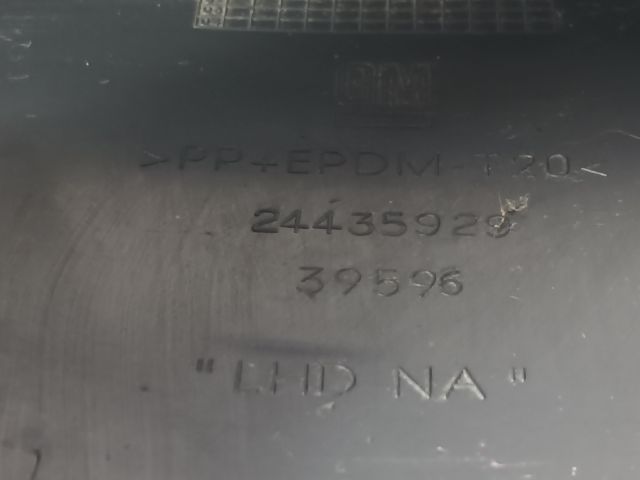 GM
>PP+EPDM-T20<
24435929
39596
"LHD NA"